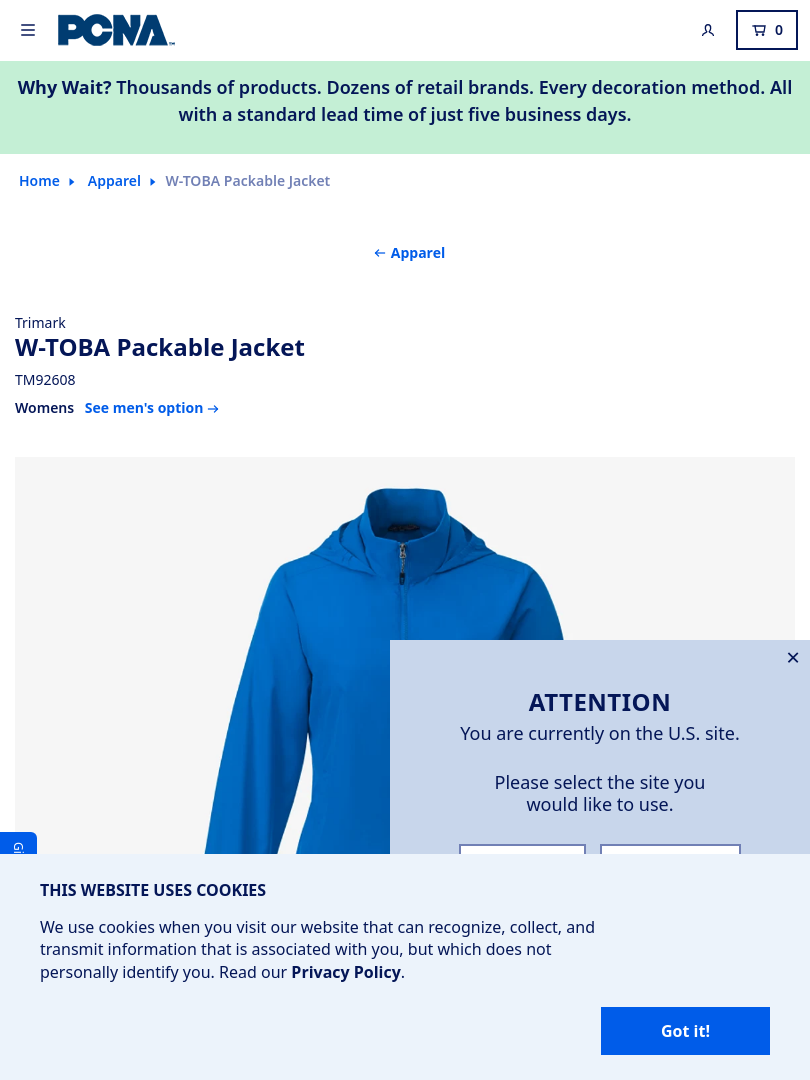 PCNA
0
Why Wait? Thousands of products. Dozens of retail brands. Every decoration method. All
with a standard lead time of just five business days.
Home
Apparel
W-TOBA Packable Jacket
Apparel
Trimark
W-TOBA Packable Jacket
TM92608
Womens See men's option
ATTENTION
You are currently on the U.S. site.
Please select the site you
would like to use.
THIS WEBSITE USES COOKIES
We use cookies when you visit our website that can recognize, collect, and
transmit information that is associated with you, but which does not
personally identify you. Read our Privacy Policy.
Got it!